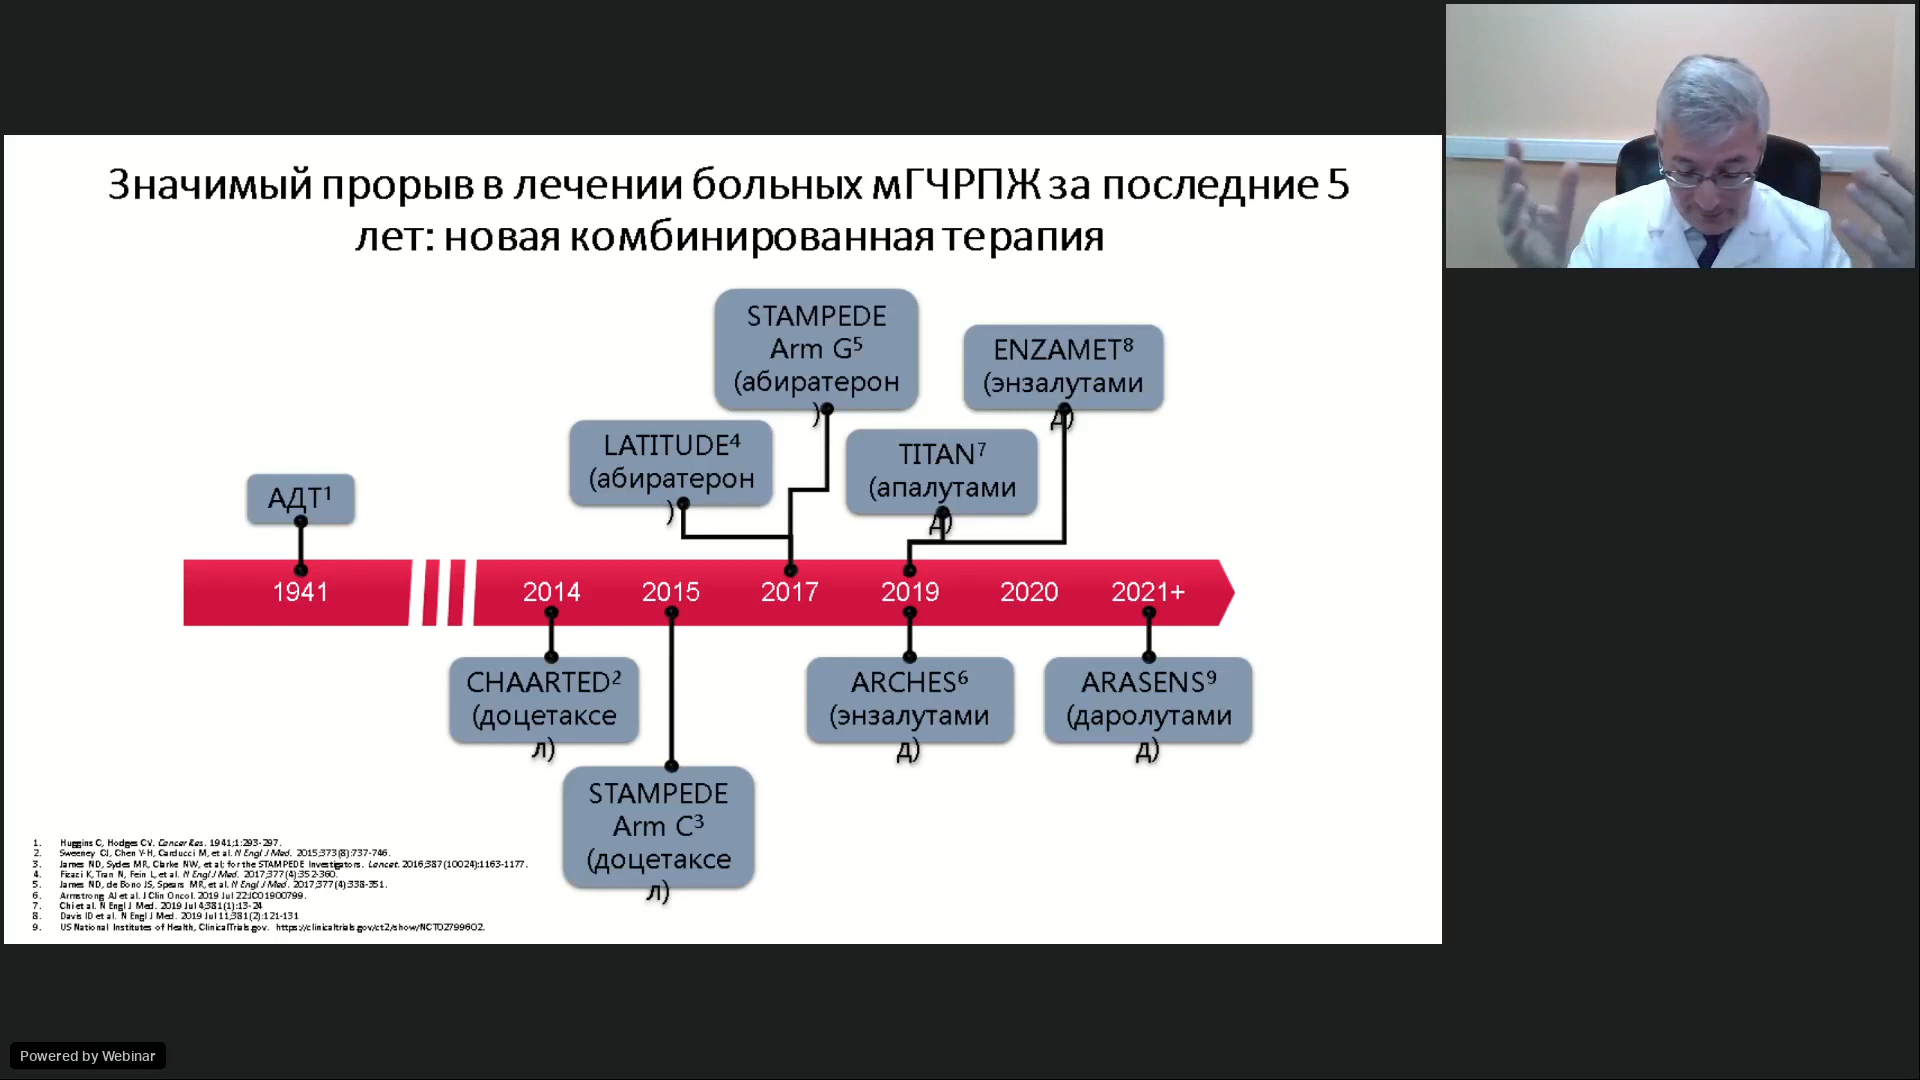 Значимый прорыв в лечении больных мГЧРПЖ за последние 5
лет: новая комбинированная терапия
STAMPEDE
Arm G⁵
(абиратерон
)
ENZAMET⁸
(энзалутами
д)
LATITUDE⁴
(абиратерон
)
TITAN⁷
(апалутами
д)
АДТ¹
1941 2014 2015 2017 2019 2020 2021+
CHAARTED²
(доцетаксе
л)
ARCHES⁶
(энзалутами
д)
ARASENS⁹
(даролутами
д)
STAMPEDE
Arm C³
(доцетаксе
л)
1. Huggins C, Hodges CV. Cancer Res. 1941;1:293-297.
2. Sweeney CJ, Chen Y-H, Carducci M, et al. N Engl J Med. 2015;373(8):737-746.
3. James ND, Sydes MR, Clarke NW, et al; for the STAMPEDE Investigators. Lancet. 2016;387(10024):1163-1177.
4. Fizazi K, Tran N, Fein L, et al. N Engl J Med. 2017;377(4):352-360.
5. James ND, de Bono JS, Spears MR, et al. N Engl J Med. 2017;377(4):338-351.
6. Armstrong AJ et al. J Clin Oncol. 2019 Jul 22:JCO1900799.
7. Chi et al. N Engl J Med. 2019 Jul 4;381(1):13-24
8. Davis ID et al. N Engl J Med. 2019 Jul 11;381(2):121-131
9. US National Institutes of Health, ClinicalTrials.gov. https://clinicaltrials.gov/ct2/show/NCT02799602.
Powered by Webinar